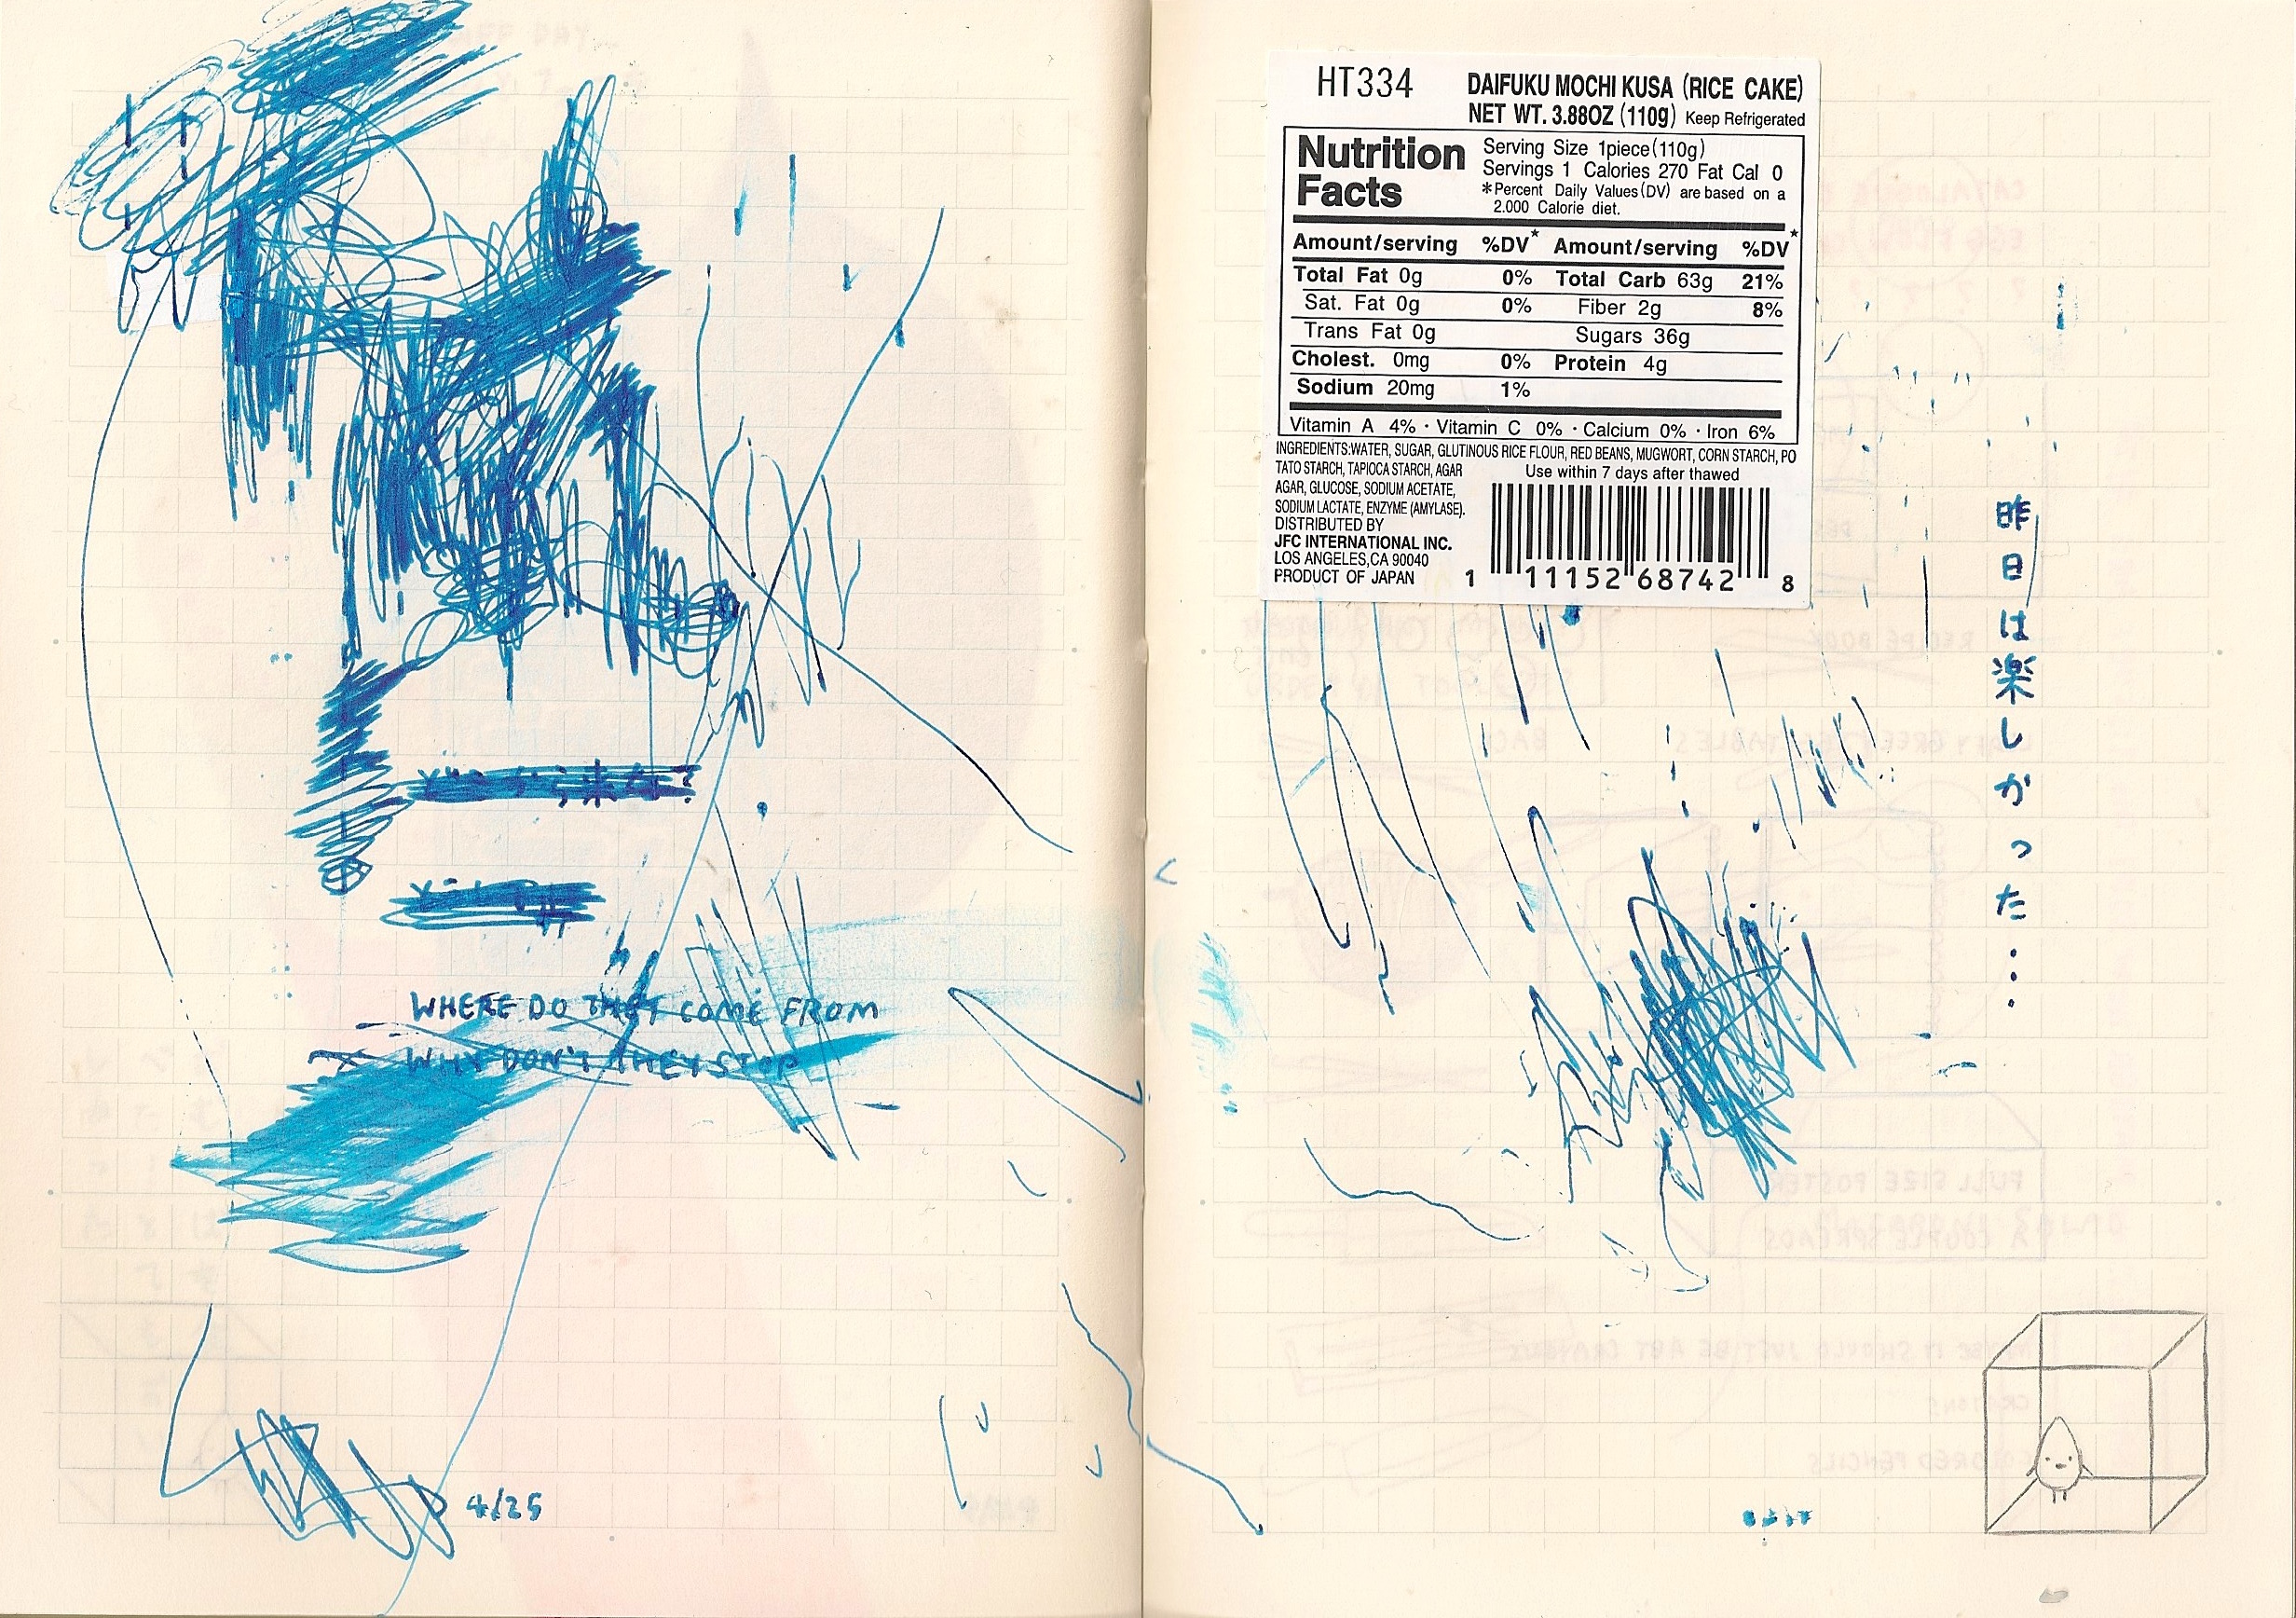 WHERE DO THEY COME FROM
WHY DON'T THEY STOP
4/25
HT334
DAIFUKU MOCHI KUSA (RICE CAKE)
NET WT. 3.88OZ (110g) Keep Refrigerated
Nutrition Facts
Serving Size 1piece(110g)
Servings 1 Calories 270 Fat Cal 0
*Percent Daily Values(DV) are based on a
2.000 Calorie diet.
Amount/serving %DV* Amount/serving %DV*
Total Fat 0g 0% Total Carb 63g 21%
Sat. Fat 0g 0% Fiber 2g 8%
Trans Fat 0g Sugars 36g
Cholest. 0mg 0% Protein 4g
Sodium 20mg 1%
Vitamin A 4% · Vitamin C 0% · Calcium 0% · Iron 6%
INGREDIENTS:WATER, SUGAR, GLUTINOUS RICE FLOUR, RED BEANS, MUGWORT, CORN STARCH, PO
TATO STARCH, TAPIOCA STARCH, AGAR
AGAR, GLUCOSE, SODIUM ACETATE,
SODIUM LACTATE, ENZYME (AMYLASE).
DISTRIBUTED BY
JFC INTERNATIONAL INC.
LOS ANGELES,CA 90040
PRODUCT OF JAPAN
Use within 7 days after thawed
1 11152 68742 8
昨日は楽しかった...